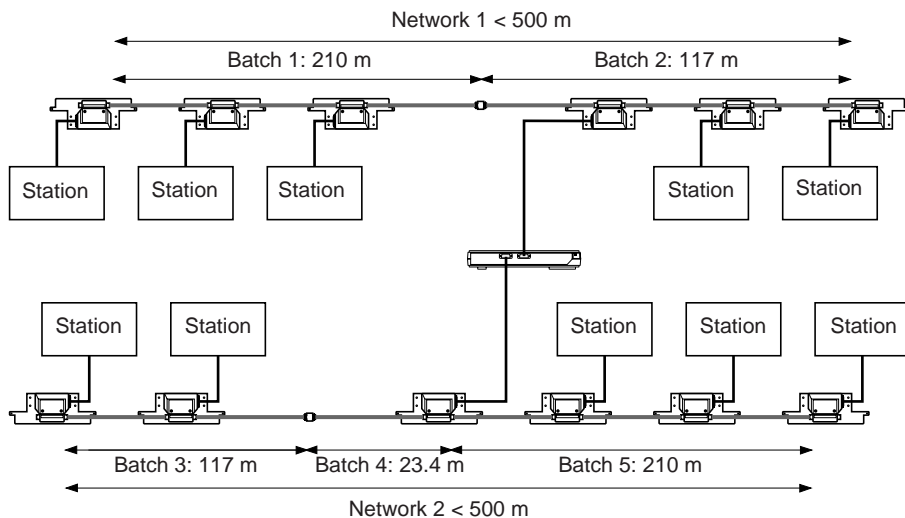 Network 1 < 500 m
Batch 1: 210 m
Batch 2: 117 m
Station
Station
Station
Station
Station
Station
Station
Station
Station
Station
Batch 3: 117 m
Batch 4: 23.4 m
Batch 5: 210 m
Network 2 < 500 m